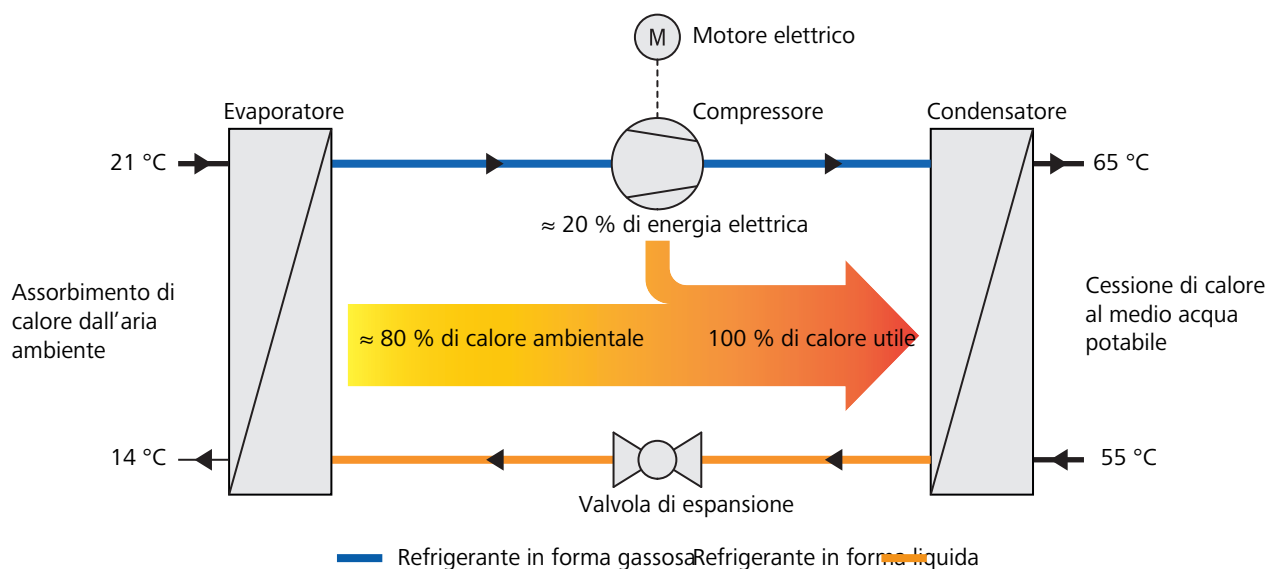 M
Motore elettrico
Evaporatore
Compressore
Condensatore
21 °C
65 °C
≈ 20 % di energia elettrica
Assorbimento di
calore dall'aria
ambiente
≈ 80 % di calore ambientale
100 % di calore utile
Cessione di calore
al medio acqua
potabile
14 °C
55 °C
Valvola di espansione
Refrigerante in forma gassosa
Refrigerante in forma liquida